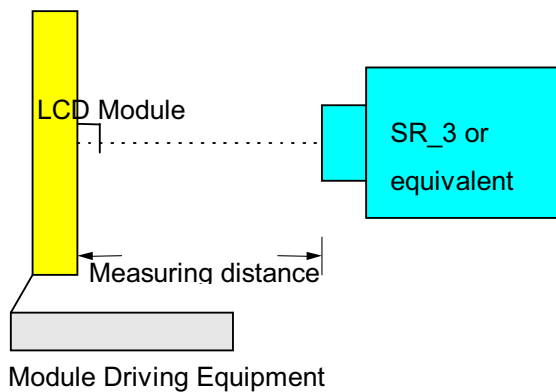 LCD Module
SR_3 or
equivalent
Measuring distance
Module Driving Equipment